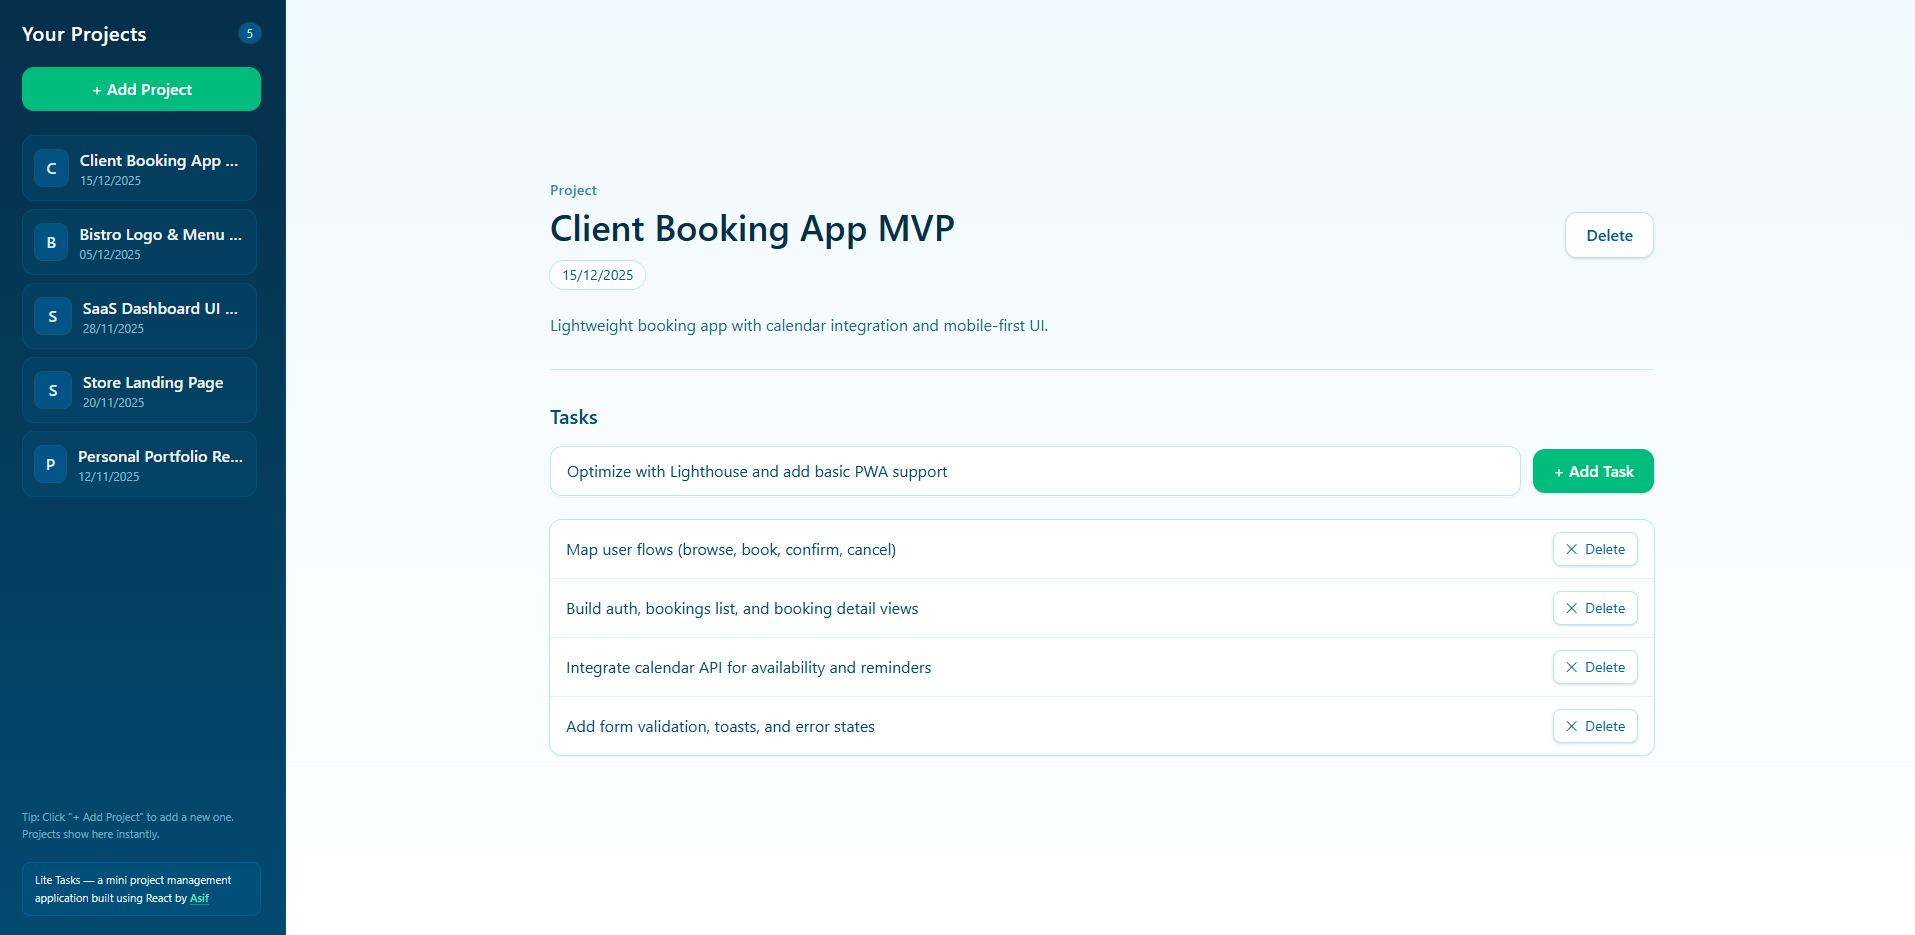 Your Projects
5
+ Add Project
C
Client Booking App ...
15/12/2025
B
Bistro Logo & Menu ...
05/12/2025
S
SaaS Dashboard UI ...
28/11/2025
S
Store Landing Page
20/11/2025
P
Personal Portfolio Re...
12/11/2025
Tip: Click "+ Add Project" to add a new one.
Projects show here instantly.
Lite Tasks — a mini project management
application built using React by Asif
Project
Client Booking App MVP
Delete
15/12/2025
Lightweight booking app with calendar integration and mobile-first UI.
Tasks
Optimize with Lighthouse and add basic PWA support
+ Add Task
Map user flows (browse, book, confirm, cancel)
Delete
Build auth, bookings list, and booking detail views
Delete
Integrate calendar API for availability and reminders
Delete
Add form validation, toasts, and error states
Delete